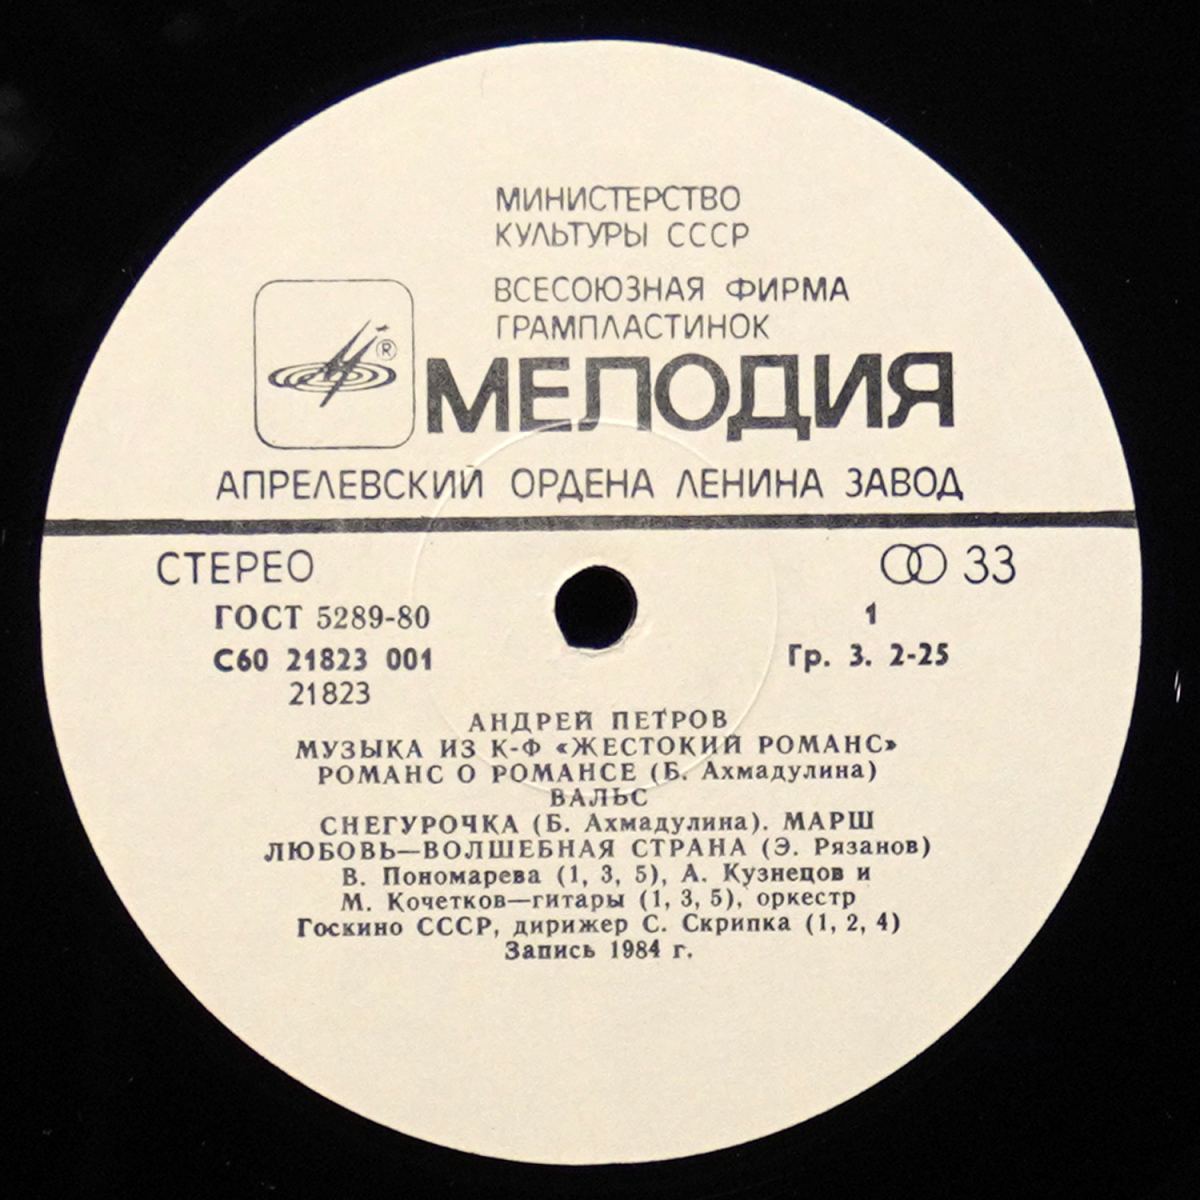 МИНИСТЕРСТВО
КУЛЬТУРЫ СССР
ВСЕСОЮЗНАЯ ФИРМА
ГРАМПЛАСТИНОК
®
МЕЛОДИЯ
АПРЕЛЕВСКИЙ ОРДЕНА ЛЕНИНА ЗАВОД
СТЕРЕО 33
ГОСТ 5289-80 1
С60 21823 001 Гр. 3. 2-25
21823
АНДРЕЙ ПЕТРОВ
МУЗЫКА ИЗ К-Ф «ЖЕСТОКИЙ РОМАНС»
РОМАНС О РОМАНСЕ (Б. Ахмадулина)
ВАЛЬС
СНЕГУРОЧКА (Б. Ахмадулина). МАРШ
ЛЮБОВЬ—ВОЛШЕБНАЯ СТРАНА (Э. Рязанов)
В. Пономарева (1, 3, 5), А. Кузнецов и
М. Кочетков—гитары (1, 3, 5), оркестр
Госкино СССР, дирижер С. Скрипка (1, 2, 4)
Запись 1984 г.